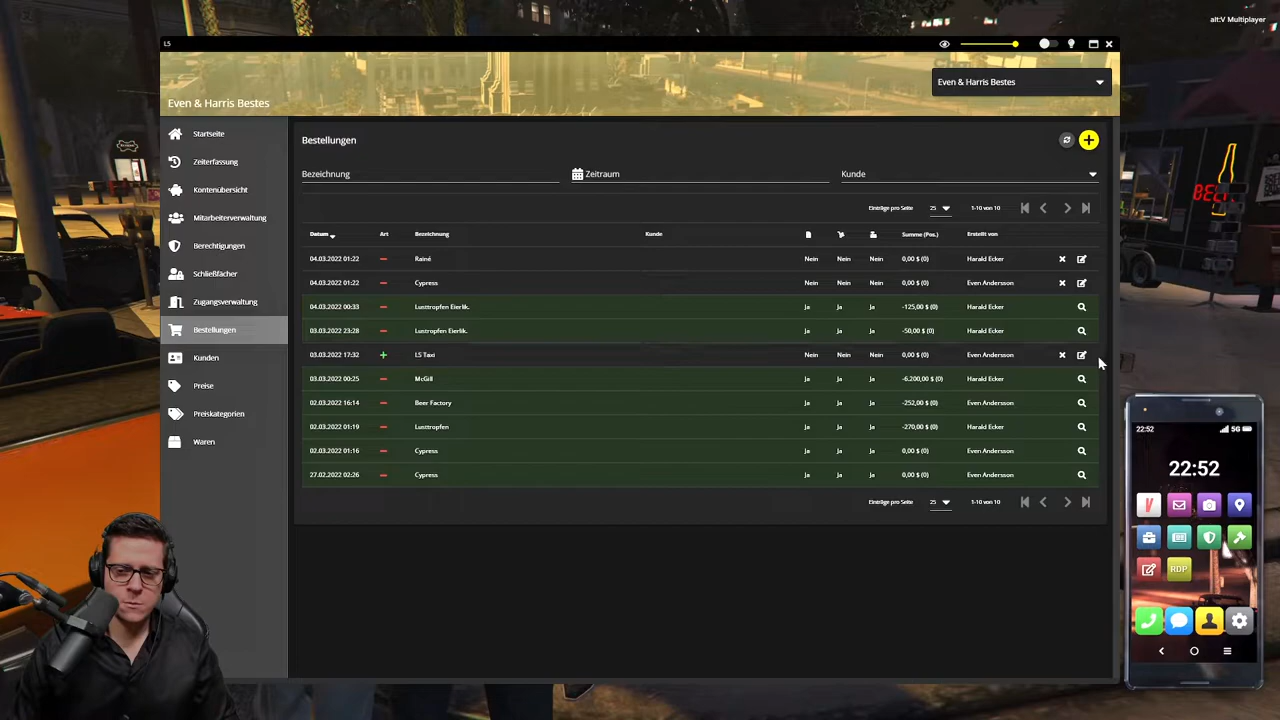 alt:V Multiplayer
LS
Even & Harris Bestes
Even & Harris Bestes
Startseite
Zeiterfassung
Kontenübersicht
Mitarbeiterverwaltung
Berechtigungen
Schließfächer
Zugangsverwaltung
Bestellungen
Kunden
Preise
Preiskategorien
Waren
Bestellungen
Bezeichnung
Zeitraum
Kunde
Einträge pro Seite 25 1-10 von 10
Datum Art Bezeichnung Kunde Summe (Pos.) Erstellt von
04.03.2022 01:22 Rainé Nein Nein Nein 0,00 $ (0) Harald Ecker
04.03.2022 01:22 Cypress Nein Nein Nein 0,00 $ (0) Even Andersson
04.03.2022 00:33 Lusttropfen Eierlik. Ja Ja Ja -125,00 $ (0) Harald Ecker
03.03.2022 23:28 Lustropfen Eierlik. Ja Ja Ja -50,00 $ (0) Harald Ecker
03.03.2022 17:32 LS Taxi Nein Nein Nein 0,00 $ (0) Even Andersson
03.03.2022 00:25 McGill Ja Ja Ja -6.200,00 $ (0) Harald Ecker
02.03.2022 16:14 Beer Factory Ja Ja Ja -252,00 $ (0) Even Andersson
02.03.2022 01:19 Lusttropfen Ja Ja Ja -270,00 $ (0) Harald Ecker
02.03.2022 01:16 Cypress Ja Ja Ja 0,00 $ (0) Even Andersson
27.02.2022 02:26 Cypress Ja Ja Ja 0,00 $ (0) Even Andersson
Einträge pro Seite 25 1-10 von 10
22:52 5G
22:52
RDP